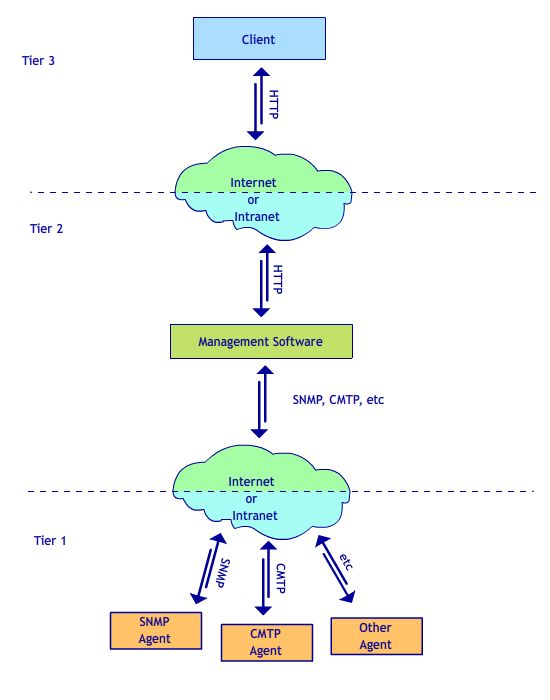 Client
Tier 3
HTTP
Internet
or
Intranet
Tier 2
HTTP
Management Software
SNMP, CMTP, etc
Internet
or
Intranet
Tier 1
SNMP
CMTP
etc
SNMP
Agent
CMTP
Agent
Other
Agent